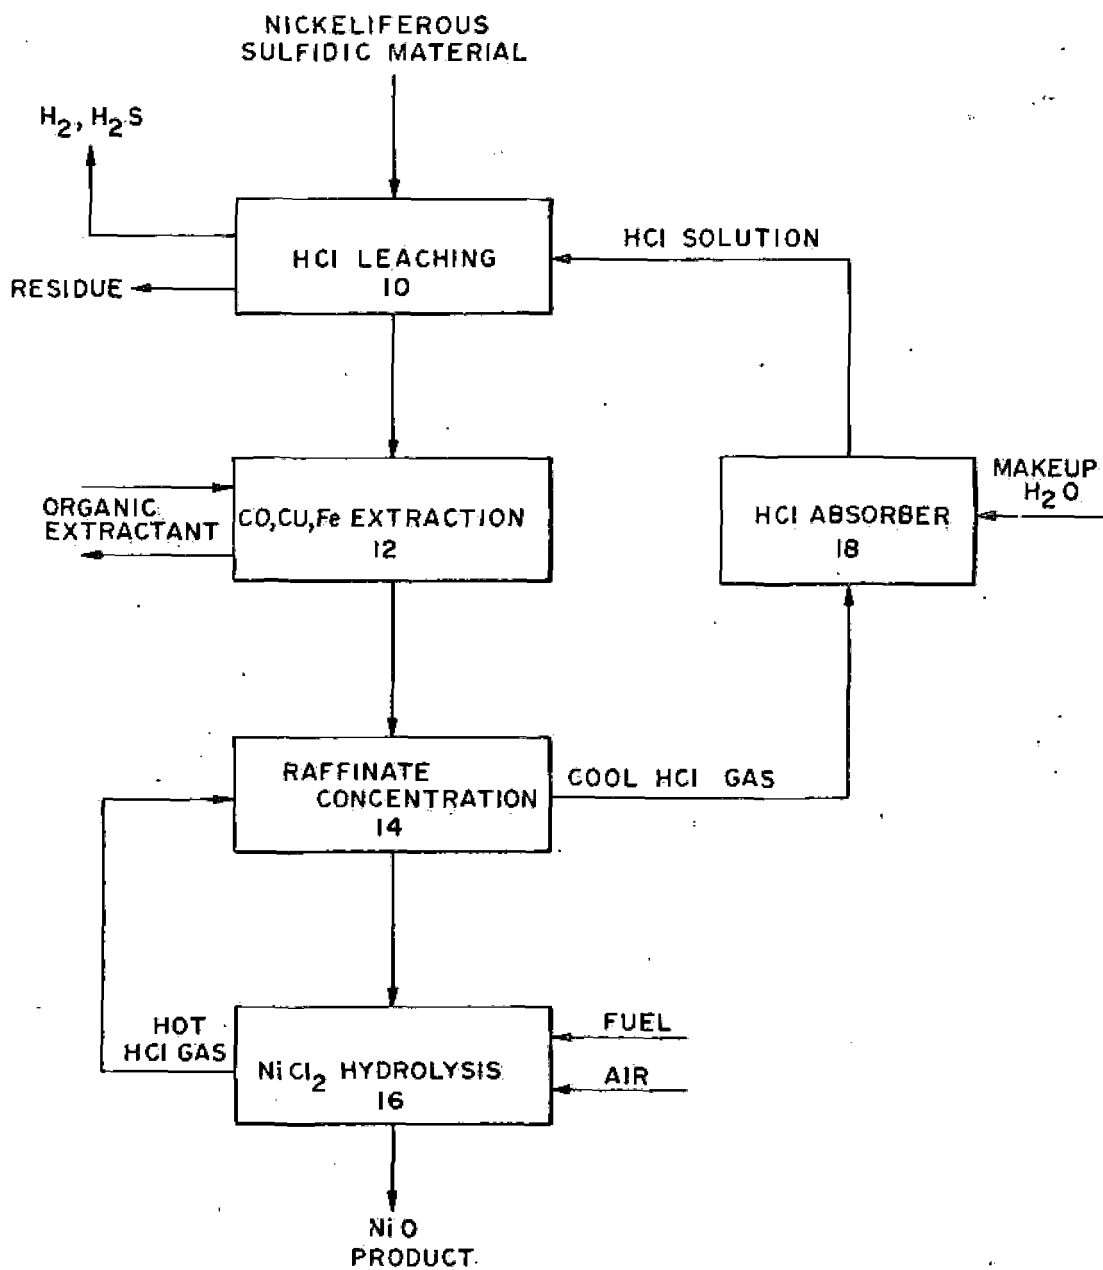 NICKELIFEROUS
SULFIDIC MATERIAL
H2, H2S
HCl LEACHING
10
RESIDUE
HCl SOLUTION
ORGANIC
EXTRACTANT
CO,CU,Fe EXTRACTION
12
HCl ABSORBER
18
MAKEUP
H2O
RAFFINATE
CONCENTRATION
14
COOL HCl GAS
HOT
HCl GAS
NiCl2 HYDROLYSIS
16
FUEL
AIR
NiO
PRODUCT.